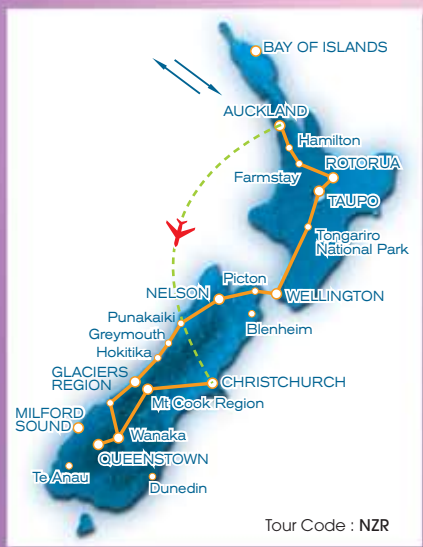 BAY OF ISLANDS
AUCKLAND
Hamilton
ROTORUA
Farmstay
TAUPO
Tongariro
National Park
Picton
NELSON
WELLINGTON
Punakaiki
Blenheim
Greymouth
Hokitika
GLACIERS
REGION
CHRISTCHURCH
Mt Cook Region
MILFORD
SOUND
Wanaka
QUEENSTOWN
Te Anau
Dunedin
Tour Code : NZR